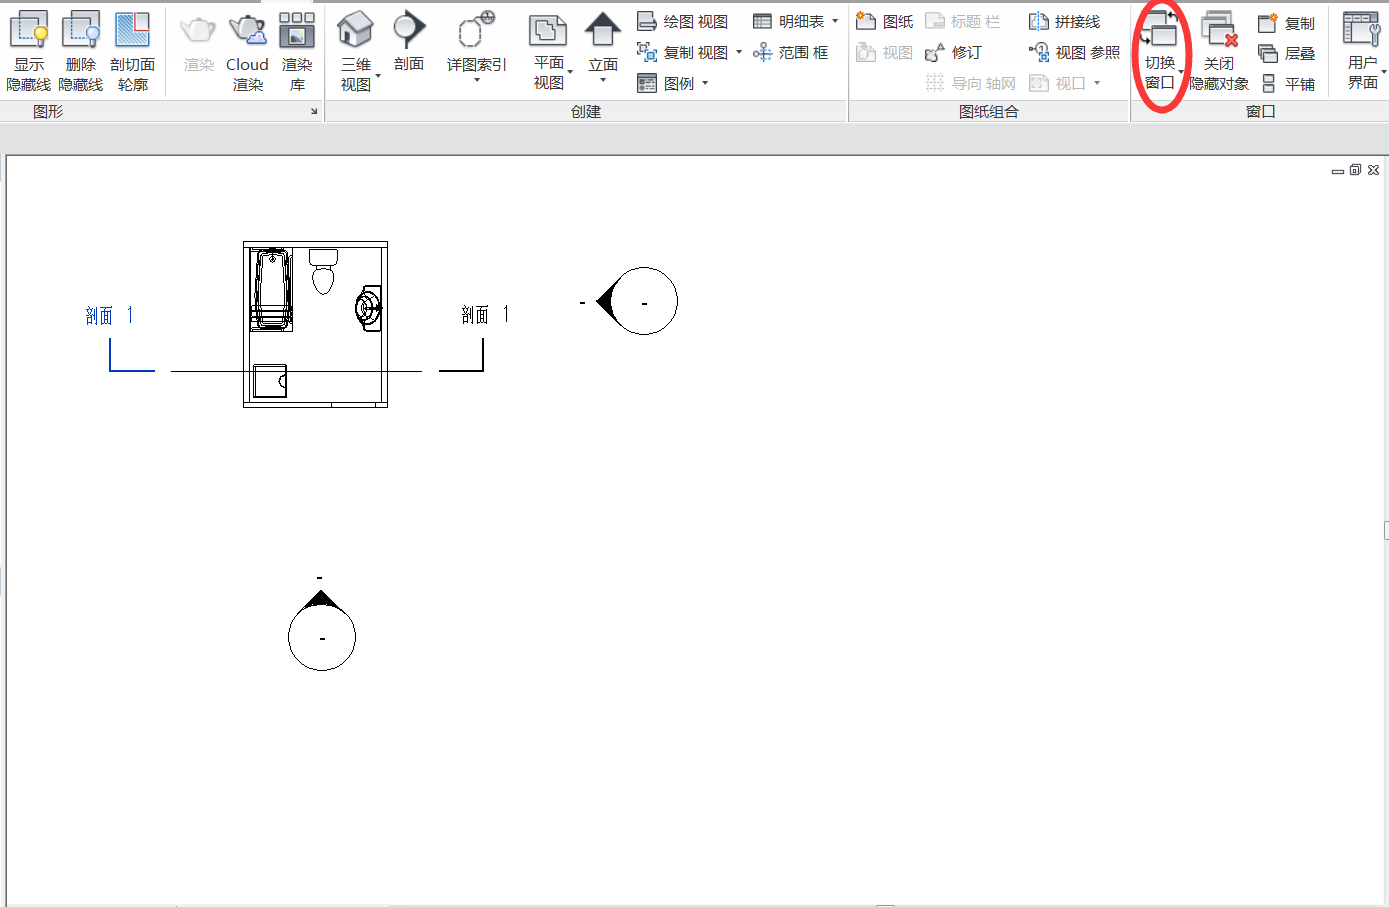 显示
隐藏线
删除
隐藏线
剖切面
轮廓
渲染
Cloud
渲染
渲染
库
三维
视图
剖面
详图索引
平面
视图
立面
绘图 视图
复制 视图
图例
明细表
范围 框
图纸
视图
标题 栏
修订
导向 轴网
拼接线
视图 参照
视口
切换
窗口
关闭
隐藏对象
复制
层叠
平铺
用户
界面
图形
创建
图纸组合
窗口
剖面 1
剖面 1